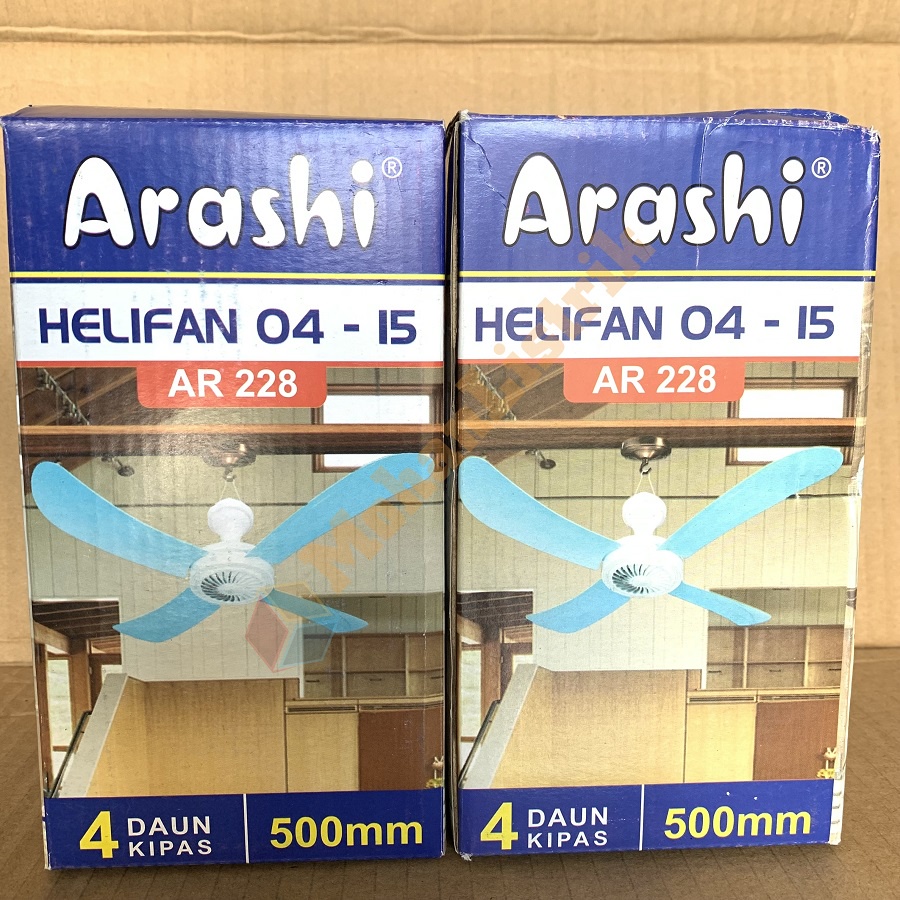 Arashi®
HELIFAN 04 - 15
AR 228
4 DAUN
KIPAS
500mm
Arashi®
HELIFAN 04 - 15
AR 228
4 DAUN
KIPAS
500mm